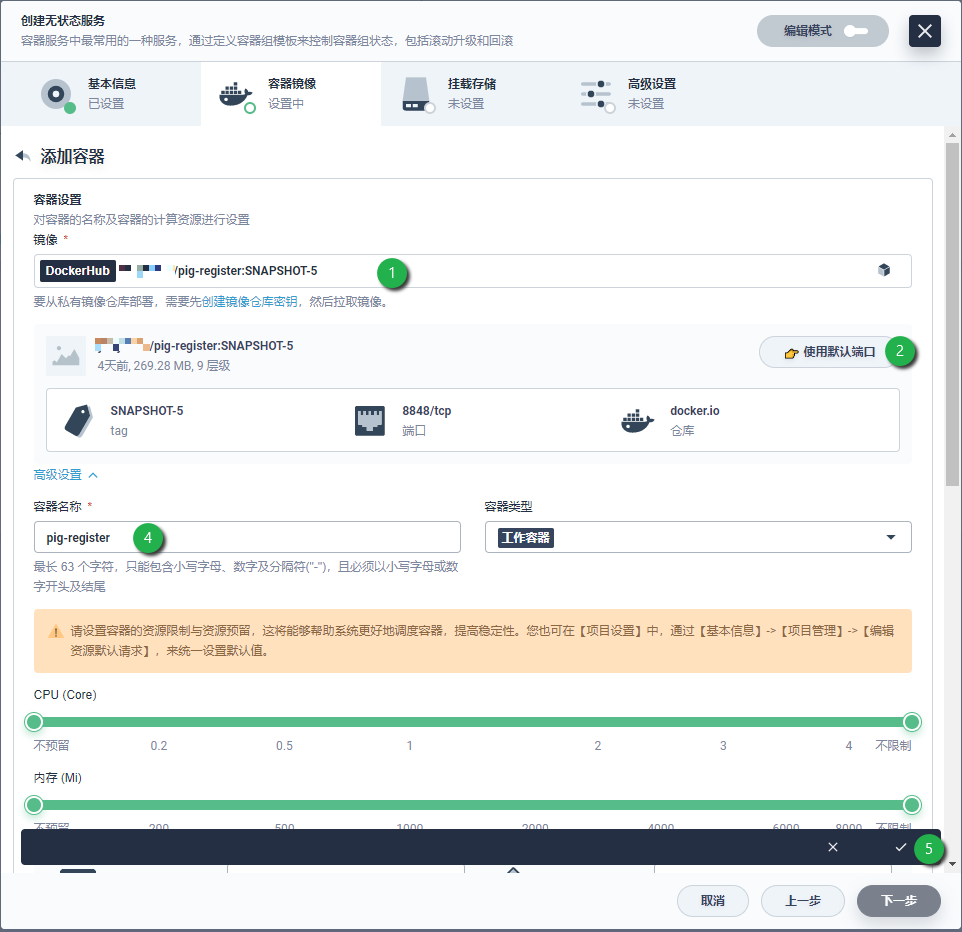 创建无状态服务
容器服务中最常用的一种服务，通过定义容器组模板来控制容器组状态，包括滚动升级和回滚
编辑模式
基本信息
已设置
容器镜像
设置中
挂载存储
未设置
高级设置
未设置
添加容器
容器设置
对容器的名称及容器的计算资源进行设置
镜像 *
DockerHub /pig-register:SNAPSHOT-5
1
要从私有镜像仓库部署，需要先创建镜像仓库密钥，然后拉取镜像。
/pig-register:SNAPSHOT-5
4天前, 269.28 MB, 9 层级
使用默认端口
2
SNAPSHOT-5
tag
8848/tcp
端口
docker.io
仓库
高级设置
容器名称 *
pig-register
4
最长 63 个字符，只能包含小写字母、数字及分隔符("-")，且必须以小写字母或数
字开头及结尾
容器类型
工作容器
请设置容器的资源限制与资源预留，这将能够帮助系统更好地调度容器，提高稳定性。您也可在【项目设置】中，通过【基本信息】->【项目管理】->【编辑
资源默认请求】，来统一设置默认值。
CPU (Core)
不预留 0.2 0.5 1 2 3 4 不限制
内存 (Mi)
不预留 200 500 1000 2000 4000 6000 8000 不限制
5
取消
上一步
下一步